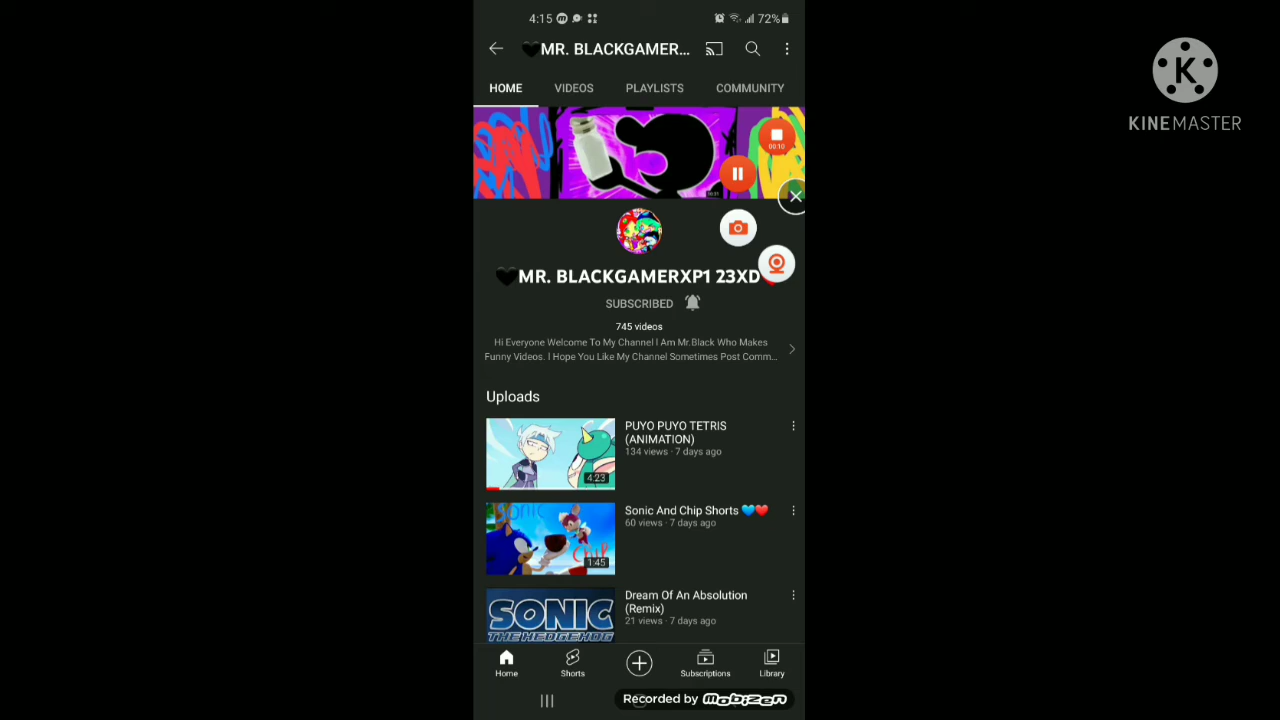 4:15
72%
🖤MR. BLACKGAMER...
K
KINEMASTER
HOME VIDEOS PLAYLISTS COMMUNITY
00:10
🖤MR. BLACKGAMERXP1 23XD
SUBSCRIBED
745 videos
Hi Everyone Welcome To My Channel I Am Mr.Black Who Makes
Funny Videos. I Hope You Like My Channel Sometimes Post Comm...
Uploads
PUYO PUYO TETRIS
(ANIMATION)
134 views · 7 days ago
4:23
Sonic And Chip Shorts 💙❤️
60 views · 7 days ago
SONIC
CHIP
1:45
Dream Of An Absolution
(Remix)
21 views · 7 days ago
SONIC
THE HEDGEHOG
Home Shorts Subscriptions Library
Recorded by mobizen